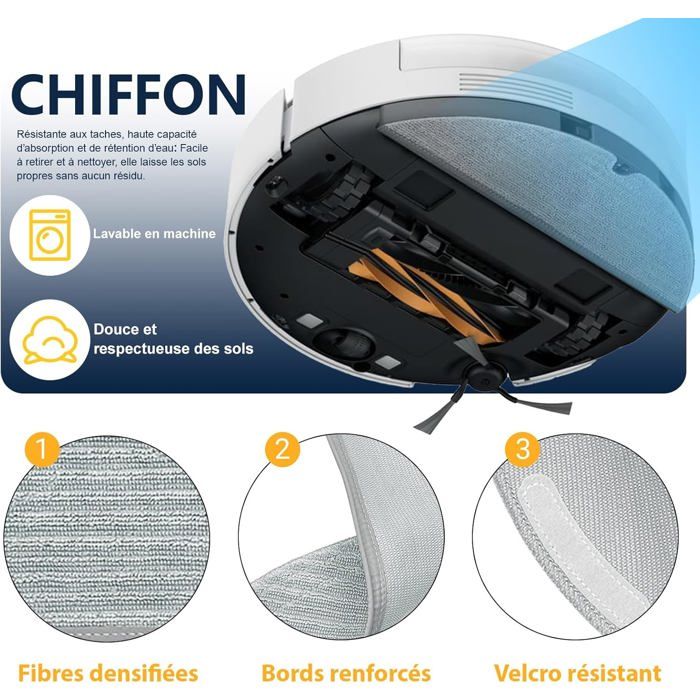 CHIFFON
Résistante aux taches, haute capacité
d'absorption et de rétention d'eau: Facile
à retirer et à nettoyer, elle laisse les sols
propres sans aucun résidu.
Lavable en machine
Douce et
respectueuse des sols
1
2
3
Fibres densifiées
Bords renforcés
Velcro résistant